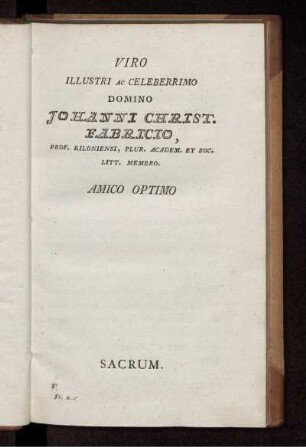 VIRO
ILLUSTRI AC CELEBERRIMO
DOMINO
JOHANNI CHRIST.
FABRICIO,
PROF. KILONIENSI, PLUR. ACADEM. ET SOC.
LITT. MEMBRO.
AMICO OPTIMO
SACRUM.